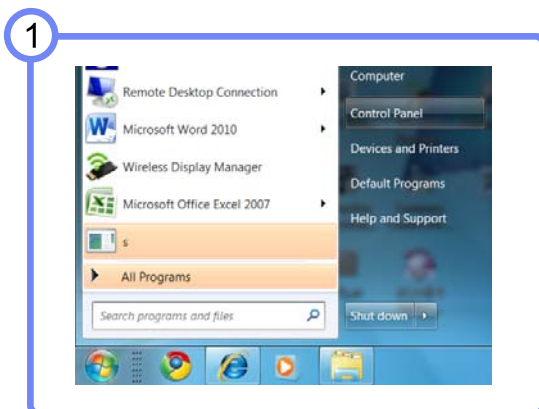 1
Remote Desktop Connection
Microsoft Word 2010
Wireless Display Manager
Microsoft Office Excel 2007
s
All Programs
Search programs and files
Computer
Control Panel
Devices and Printers
Default Programs
Help and Support
Shut down